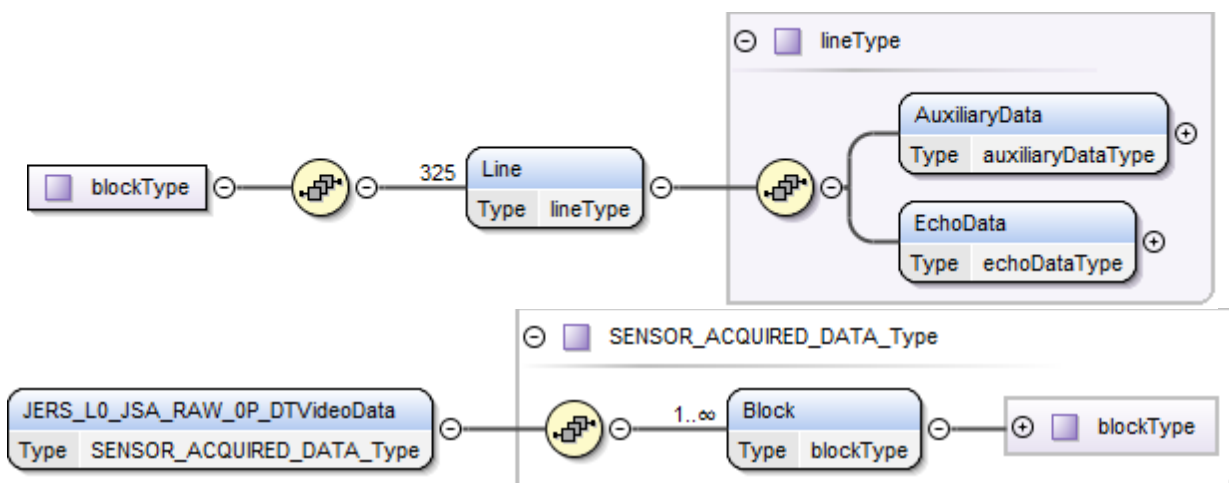 lineType
AuxiliaryData
Type auxiliaryDataType
blockType
325
Line
Type lineType
EchoData
Type echoDataType
SENSOR_ACQUIRED_DATA_Type
JERS_L0_JSA_RAW_0P_DTVideoData
Type SENSOR_ACQUIRED_DATA_Type
1..∞
Block
Type blockType
blockType